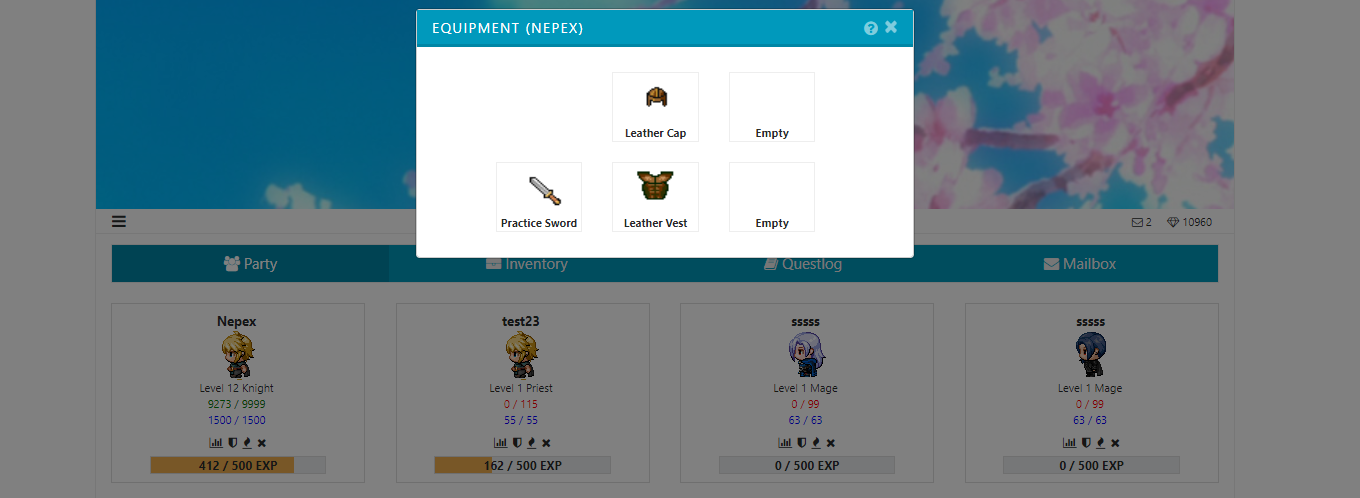 EQUIPMENT (NEPEX)
Leather Cap
Empty
Practice Sword
Leather Vest
Empty
2
10960
Party
Inventory
Questlog
Mailbox
Nepex
Level 12 Knight
9273 / 9999
1500 / 1500
412 / 500 EXP
test23
Level 1 Priest
0 / 115
55 / 55
162 / 500 EXP
sssss
Level 1 Mage
0 / 99
63 / 63
0 / 500 EXP
sssss
Level 1 Mage
0 / 99
63 / 63
0 / 500 EXP